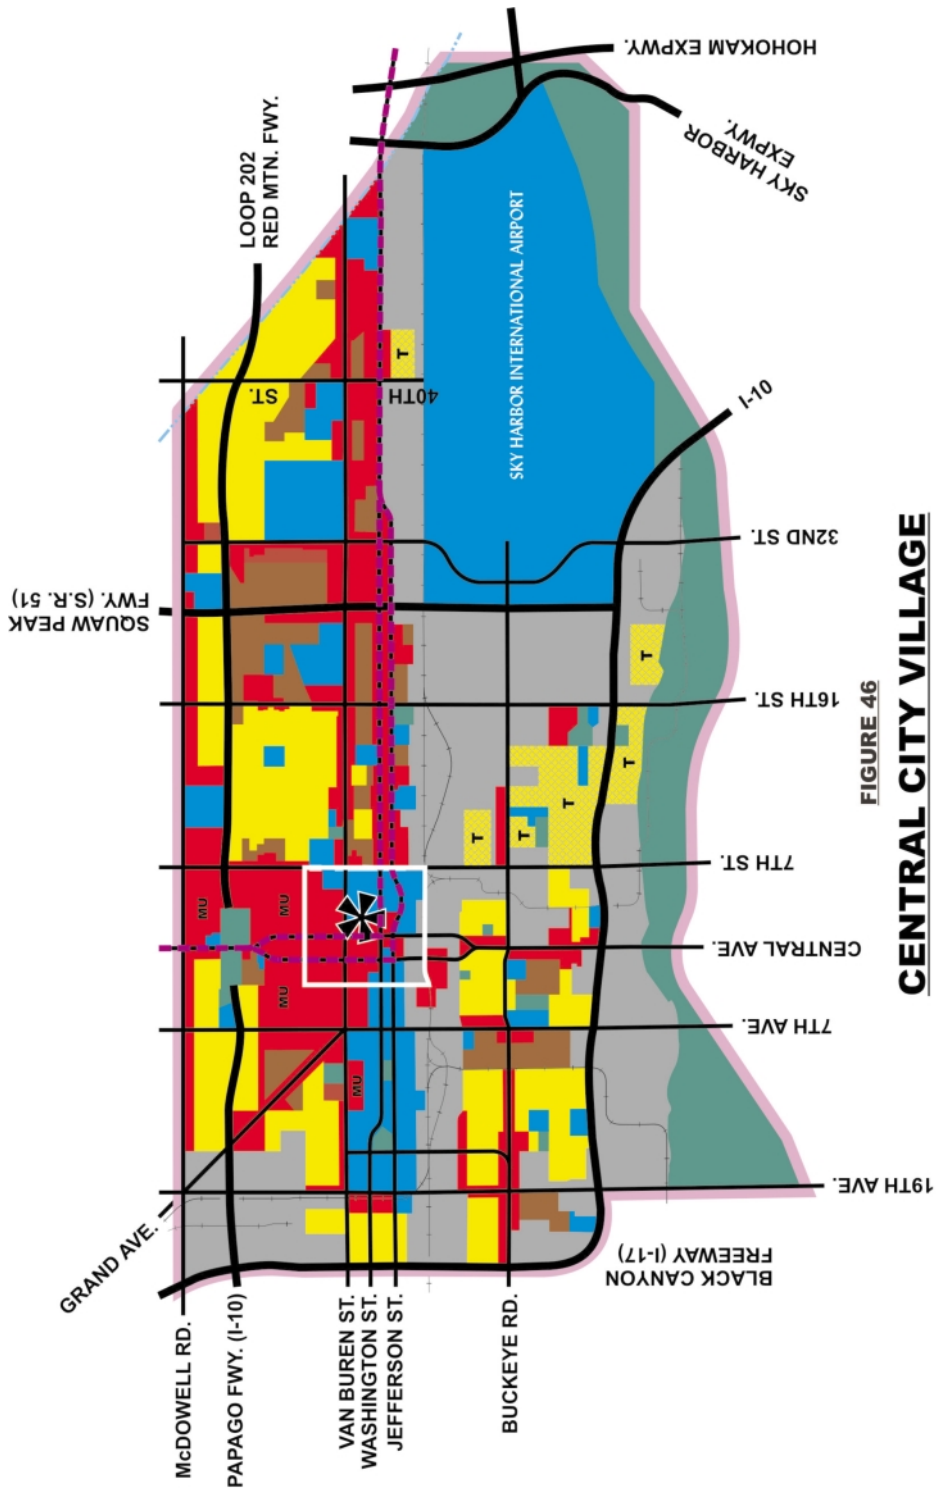 HOHOKAM EXPWY.
SKY HARBOR
EXPWY.
LOOP 202
RED MTN. FWY.
SKY HARBOR INTERNATIONAL AIRPORT
T
40TH
ST.
I-10
32ND ST.
SQUAW PEAK
FWY. (S.R. 51)
T
16TH ST.
T
T
T
T
7TH ST.
MU
MU
MU
MU
CENTRAL AVE.
7TH AVE.
19TH AVE.
GRAND AVE.
BLACK CANYON
FREEWAY (I-17)
McDOWELL RD.
PAPAGO FWY. (I-10)
VAN BUREN ST.
WASHINGTON ST.
JEFFERSON ST.
BUCKEYE RD.
FIGURE 46
CENTRAL CITY VILLAGE